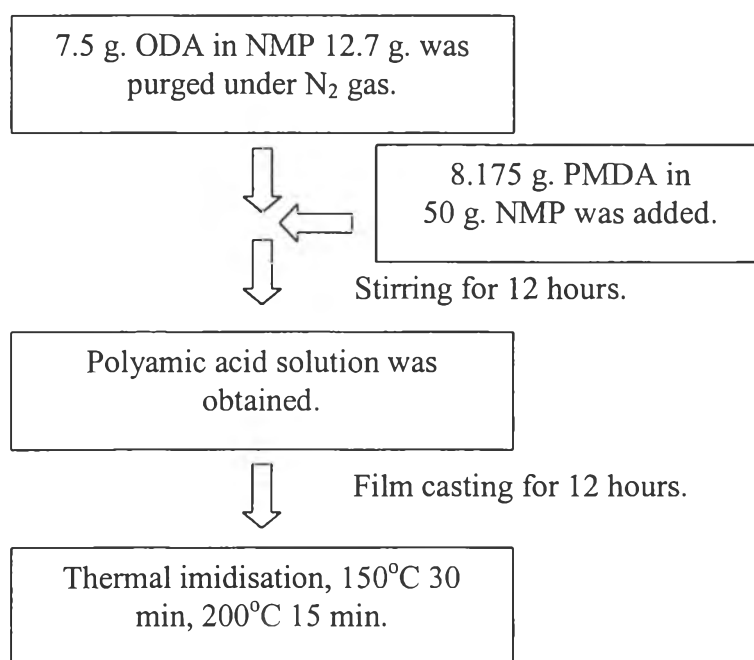 7.5 g. ODA in NMP 12.7 g. was
purged under N₂ gas.
8.175 g. PMDA in
50 g. NMP was added.
Stirring for 12 hours.
Polyamic acid solution was
obtained.
Film casting for 12 hours.
Thermal imidisation, 150°C 30
min, 200°C 15 min.